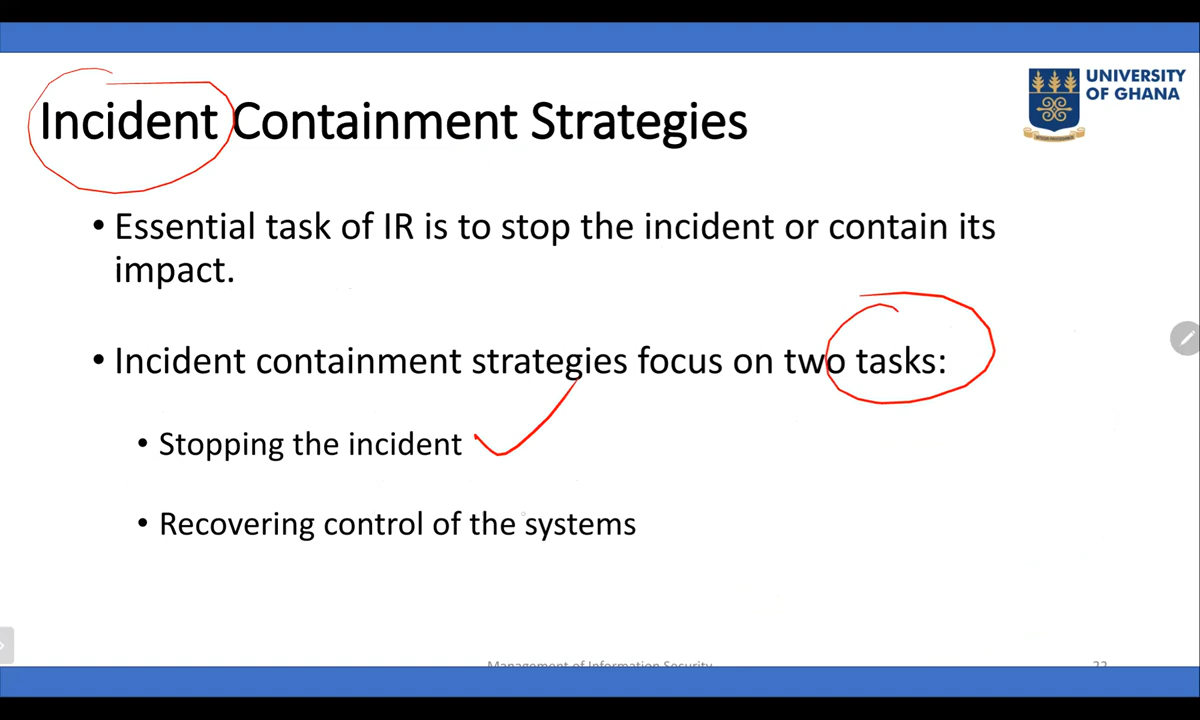 UNIVERSITY
OF GHANA
Incident Containment Strategies
• Essential task of IR is to stop the incident or contain its
impact.
• Incident containment strategies focus on two tasks:
• Stopping the incident
• Recovering control of the systems
Management of Information Security
22